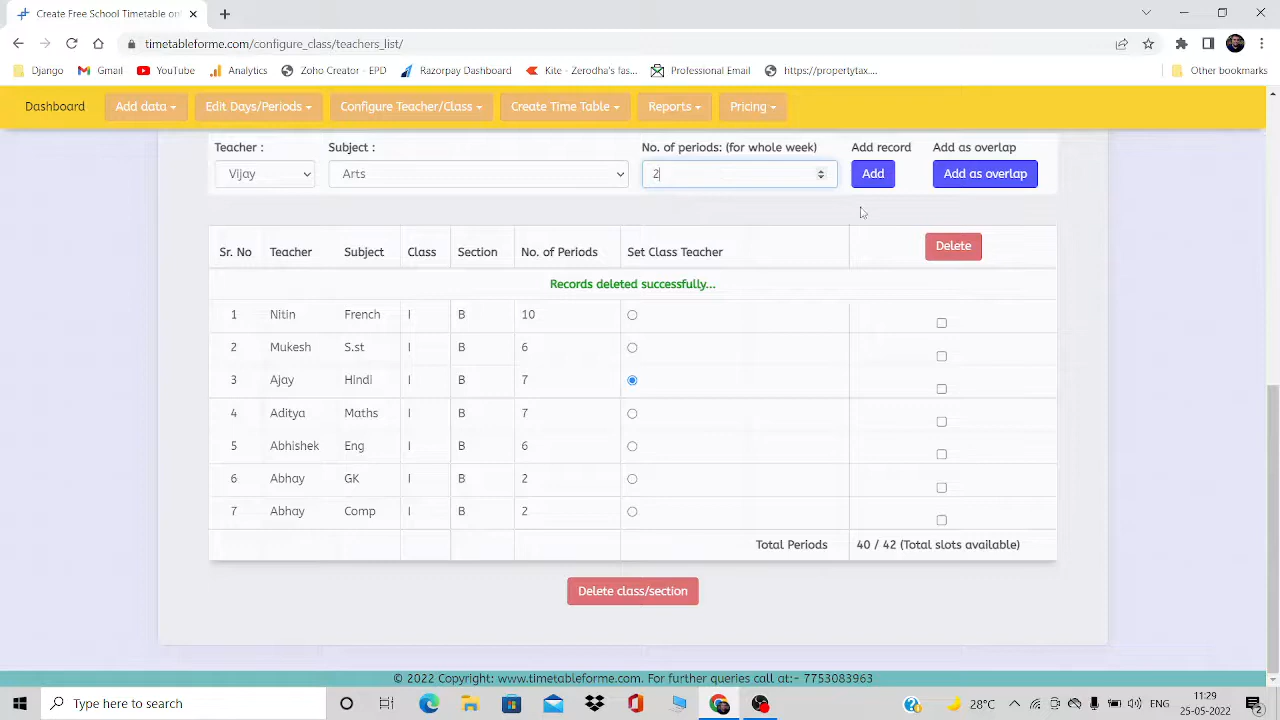 Create Free School Timetable on
timetableforme.com/configure_class/teachers_list/
Django
Gmail
YouTube
Analytics
Zoho Creator - EPD
Razorpay Dashboard
Kite - Zerodha's fas...
Professional Email
https://propertytax...
Other bookmarks
Dashboard
Add data
Edit Days/Periods
Configure Teacher/Class
Create Time Table
Reports
Pricing
Teacher : Subject : No. of periods: (for whole week) Add record Add as overlap
Vijay Arts 2 Add Add as overlap
Sr. No Teacher Subject Class Section No. of Periods Set Class Teacher Delete
Records deleted successfully...
1 Nitin French I B 10
2 Mukesh S.st I B 6
3 Ajay Hindi I B 7
4 Aditya Maths I B 7
5 Abhishek Eng I B 6
6 Abhay GK I B 2
7 Abhay Comp I B 2
Total Periods 40 / 42 (Total slots available)
Delete class/section
© 2022 Copyright: www.timetableforme.com. For further queries call at:- 7753083963
Type here to search
28°C
ENG
11:29
25-05-2022
2